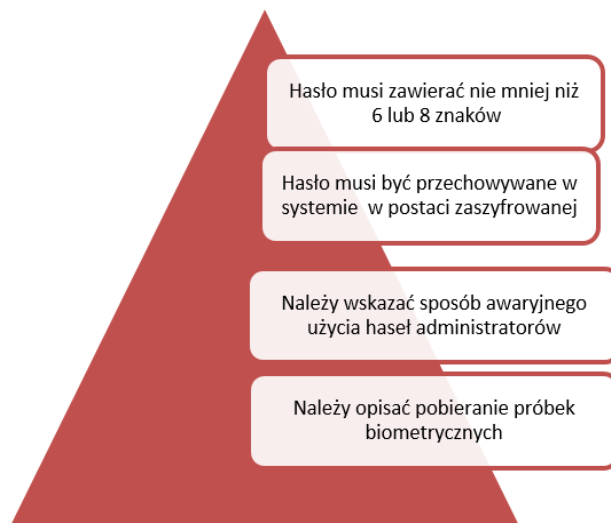 Hasło musi zawierać nie mniej niż
6 lub 8 znaków
Hasło musi być przechowywane w
systemie w postaci zaszyfrowanej
Należy wskazać sposób awaryjnego
użycia haseł administratorów
Należy opisać pobieranie próbek
biometrycznych